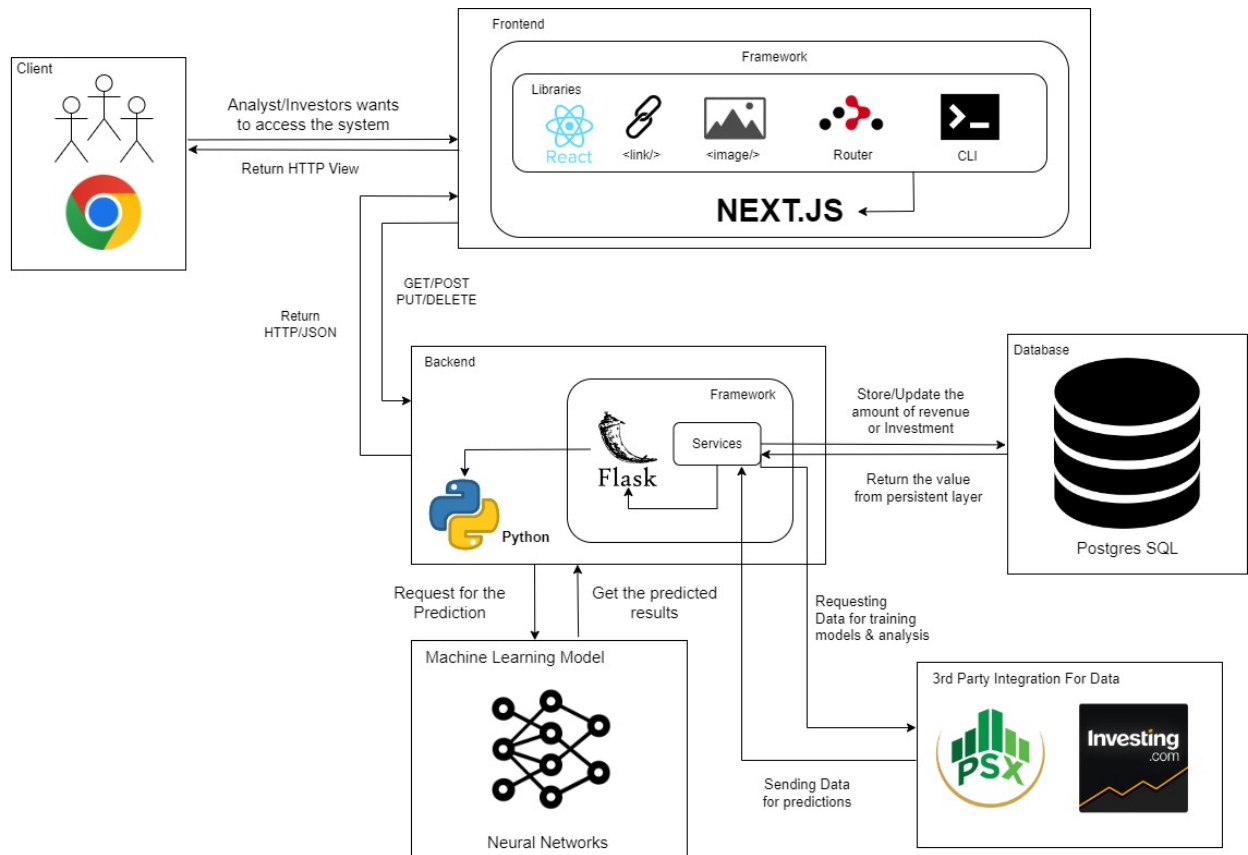 Frontend
Framework
Libraries
React
<link/>
<image/>
Router
CLI
NEXT.JS
Client
Analyst/Investors wants
to access the system
Return HTTP View
GET/POST
PUT/DELETE
Return
HTTP/JSON
Backend
Framework
Services
Flask
Python
Database
Store/Update the
amount of revenue
or Investment
Return the value
from persistent layer
Postgres SQL
Request for the
Prediction
Get the predicted
results
Requesting
Data for training
models & analysis
Machine Learning Model
Neural Networks
Sending Data
for predictions
3rd Party Integration For Data
PSX
Investing
.com